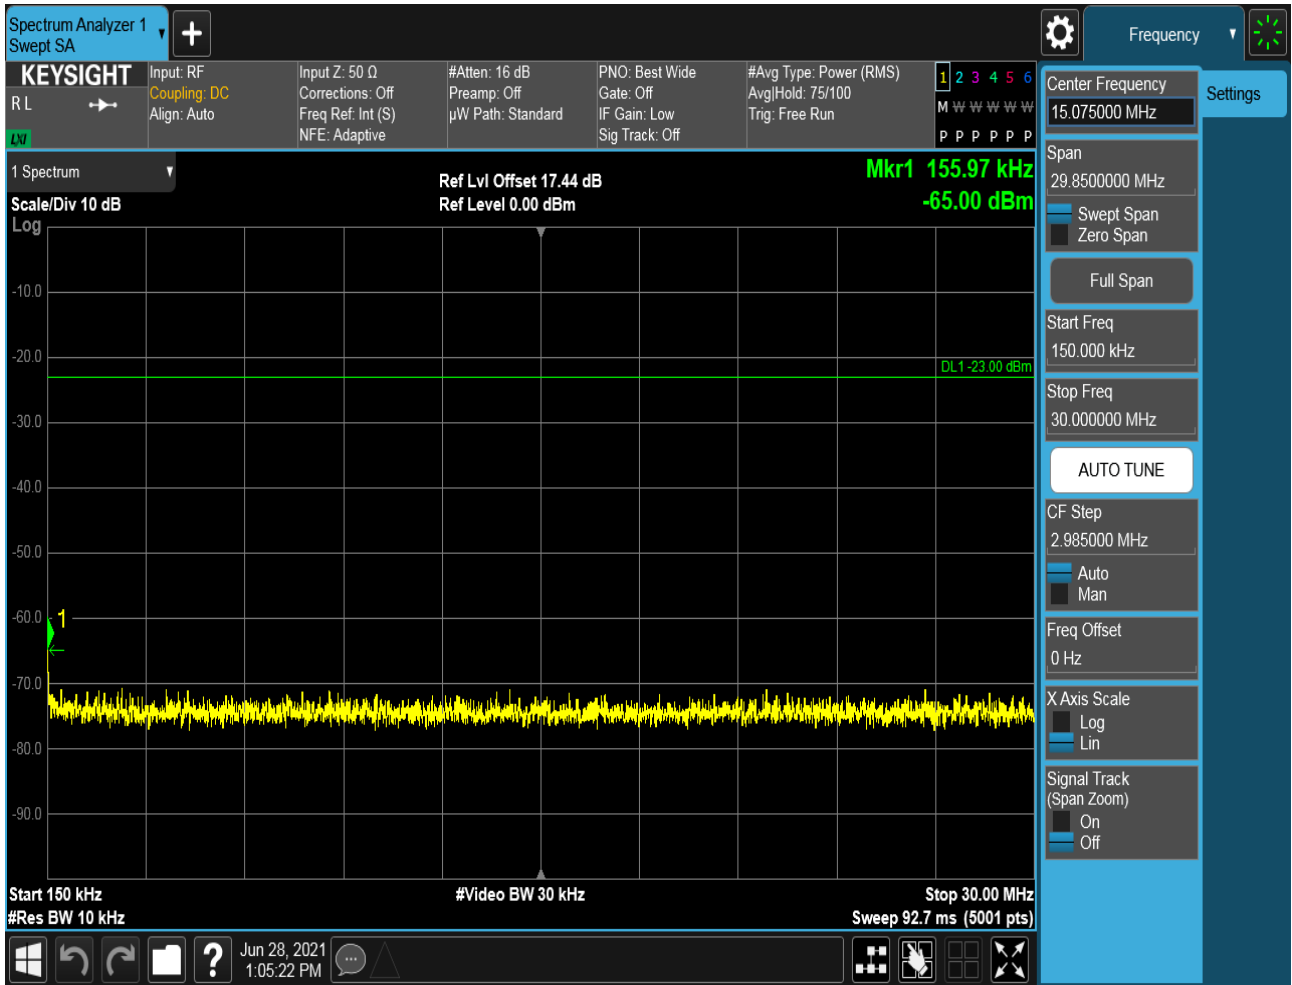 Spectrum Analyzer 1
Swept SA
Frequency
KEYSIGHT
R L
LXI
Input: RF
Coupling: DC
Align: Auto
Input Z: 50 Ω
Corrections: Off
Freq Ref: Int (S)
NFE: Adaptive
#Atten: 16 dB
Preamp: Off
µW Path: Standard
PNO: Best Wide
Gate: Off
IF Gain: Low
Sig Track: Off
#Avg Type: Power (RMS)
Avg|Hold: 75/100
Trig: Free Run
1 2 3 4 5 6
M W W W W W
P P P P P P
1 Spectrum
Scale/Div 10 dB
Log
Ref Lvl Offset 17.44 dB
Ref Level 0.00 dBm
Mkr1 155.97 kHz
-65.00 dBm
-10.0
-20.0
DL1 -23.00 dBm
-30.0
-40.0
-50.0
-60.0
1
-70.0
-80.0
-90.0
Start 150 kHz
#Video BW 30 kHz
Stop 30.00 MHz
#Res BW 10 kHz
Sweep 92.7 ms (5001 pts)
?
Jun 28, 2021
1:05:22 PM
Center Frequency
15.075000 MHz
Settings
Span
29.8500000 MHz
Swept Span
Zero Span
Full Span
Start Freq
150.000 kHz
Stop Freq
30.000000 MHz
AUTO TUNE
CF Step
2.985000 MHz
Auto
Man
Freq Offset
0 Hz
X Axis Scale
Log
Lin
Signal Track
(Span Zoom)
On
Off